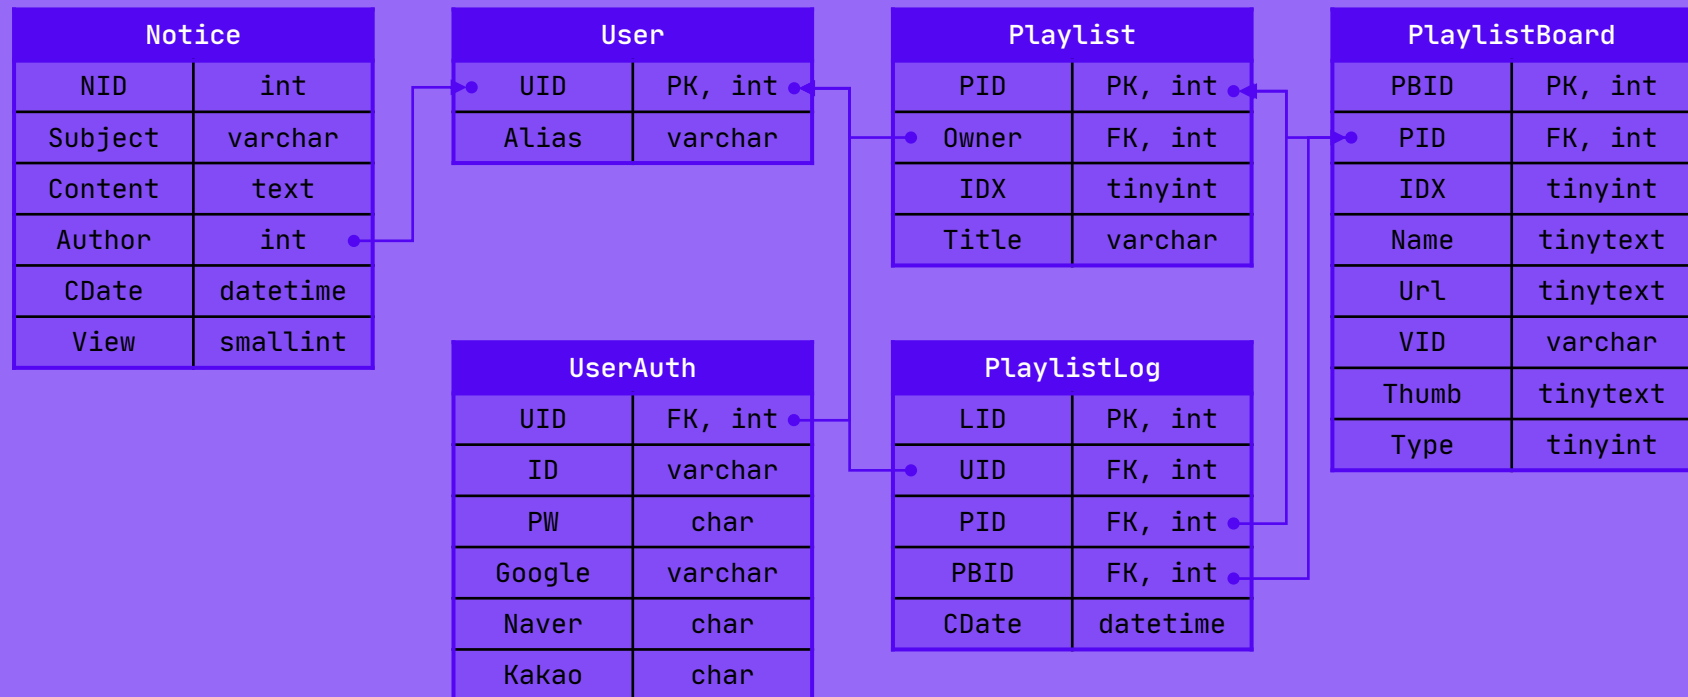 Notice
NID int
Subject varchar
Content text
Author int
CDate datetime
View smallint
User
UID PK, int
Alias varchar
UserAuth
UID FK, int
ID varchar
PW char
Google varchar
Naver char
Kakao char
Playlist
PID PK, int
Owner FK, int
IDX tinyint
Title varchar
PlaylistLog
LID PK, int
UID FK, int
PID FK, int
PBID FK, int
CDate datetime
PlaylistBoard
PBID PK, int
PID FK, int
IDX tinyint
Name tinytext
Url tinytext
VID varchar
Thumb tinytext
Type tinyint